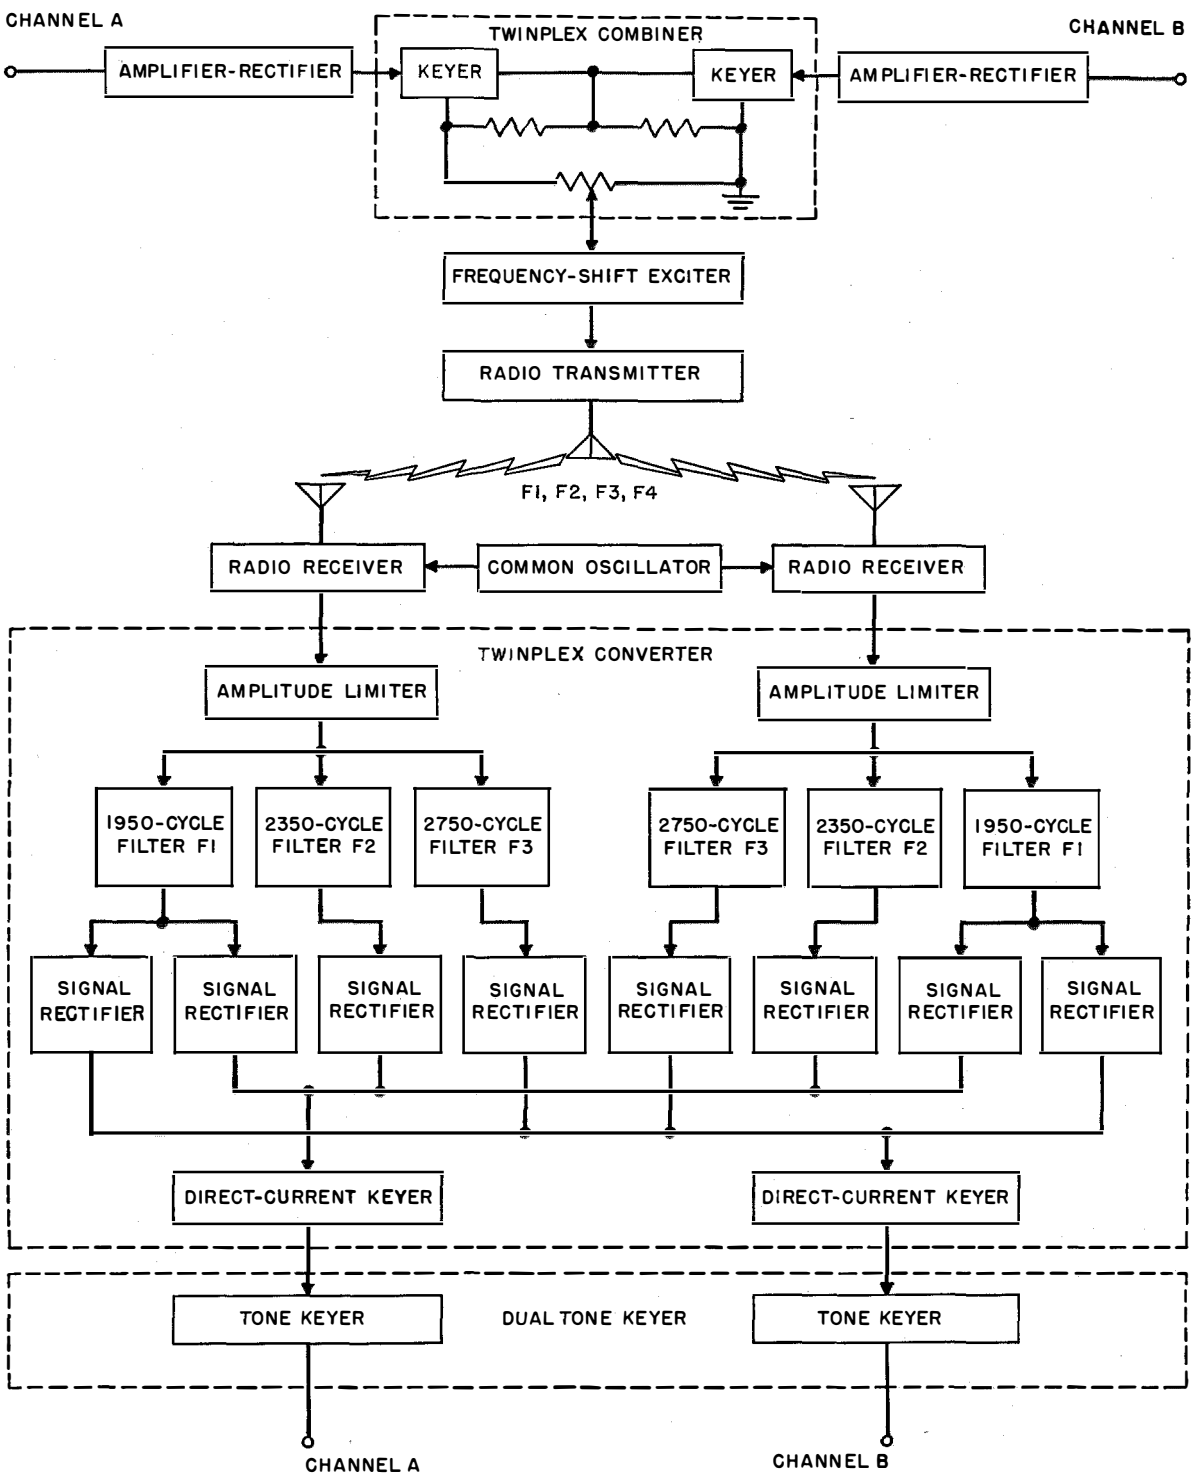 CHANNEL A
TWINPLEX COMBINER
CHANNEL B
AMPLIFIER-RECTIFIER
KEYER
KEYER
AMPLIFIER-RECTIFIER
FREQUENCY-SHIFT EXCITER
RADIO TRANSMITTER
F1, F2, F3, F4
RADIO RECEIVER
COMMON OSCILLATOR
RADIO RECEIVER
TWINPLEX CONVERTER
AMPLITUDE LIMITER
AMPLITUDE LIMITER
1950-CYCLE
FILTER F1
2350-CYCLE
FILTER F2
2750-CYCLE
FILTER F3
2750-CYCLE
FILTER F3
2350-CYCLE
FILTER F2
1950-CYCLE
FILTER F1
SIGNAL
RECTIFIER
SIGNAL
RECTIFIER
SIGNAL
RECTIFIER
SIGNAL
RECTIFIER
SIGNAL
RECTIFIER
SIGNAL
RECTIFIER
SIGNAL
RECTIFIER
SIGNAL
RECTIFIER
DIRECT-CURRENT KEYER
DIRECT-CURRENT KEYER
TONE KEYER
DUAL TONE KEYER
TONE KEYER
CHANNEL A
CHANNEL B